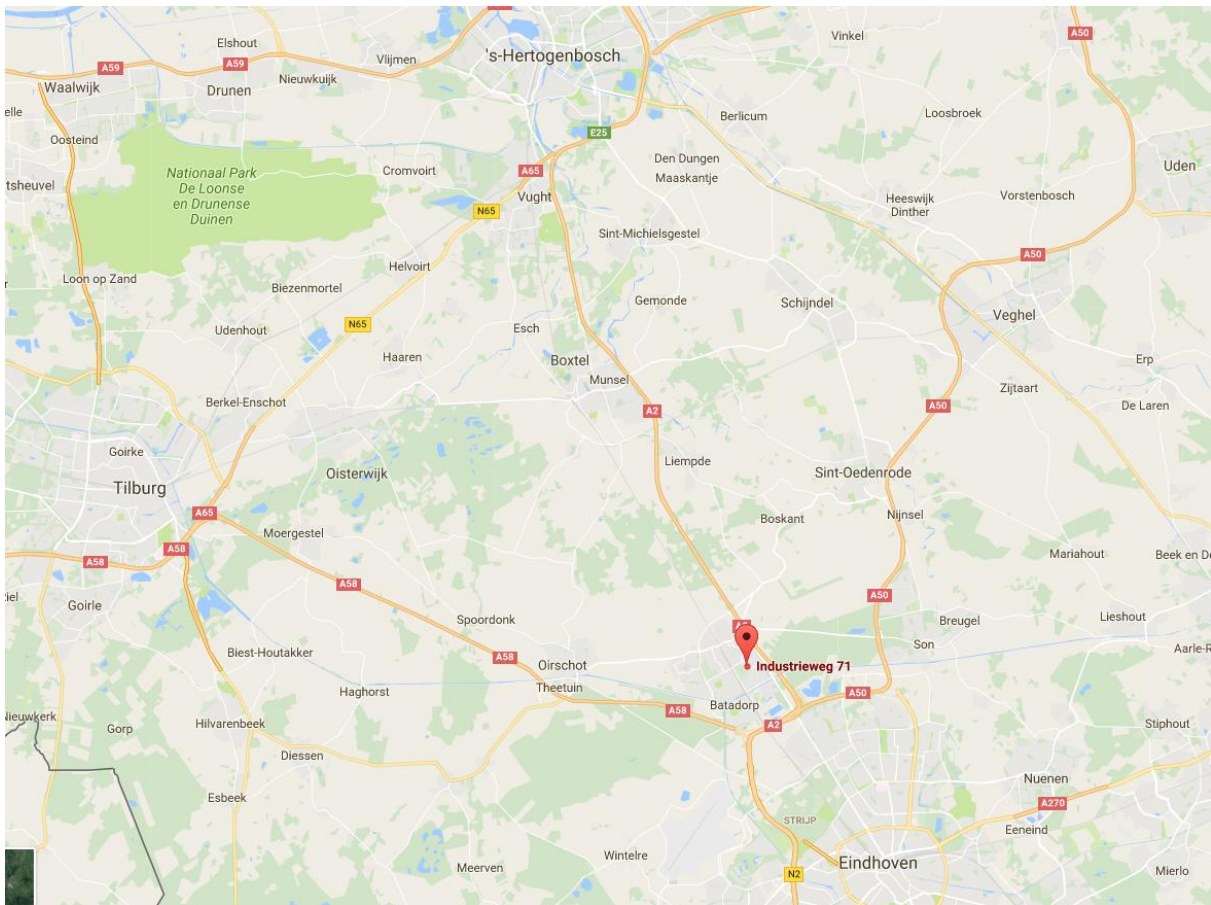 A50
Elshout
Vinkel
Vlijmen
's-Hertogenbosch
A59
A59
Nieuwkuijk
Waalwijk
Drunen
Loosbroek
Berlicum
E25
Oosteind
Den Dungen
Maaskantje
Uden
Nationaal Park
De Loonse
en Drunense
Duinen
Cromvoirt
A65
tsheuvel
Vught
Heeswijk
Dinther
Vorstenbosch
N65
Sint-Michielsgestel
A50
Helvoirt
Loon op Zand
Biezenmortel
Gemonde
Schijndel
Veghel
N65
Udenhout
Esch
Haaren
Boxtel
Erp
Munsel
Zijtaart
Berkel-Enschot
A2
A50
De Laren
Goirke
Liempde
Oisterwijk
Sint-Oedenrode
Tilburg
A65
Boskant
Nijnsel
Moergestel
A58
Mariahout
Beek en De
A58
A58
A50
Goirle
Spoordonk
Breugel
Lieshout
Biest-Houtakker
A58
Oirschot
Industrieweg 71
Son
Aarle-R
Haghorst
Theetuin
A50
Batadorp
A58
Nieuwkerk
Gorp
Hilvarenbeek
A2
Stiphout
Diessen
Nuenen
Esbeek
A270
STRIJP
Eeneind
Wintelre
Eindhoven
Meerven
N2
Mierlo